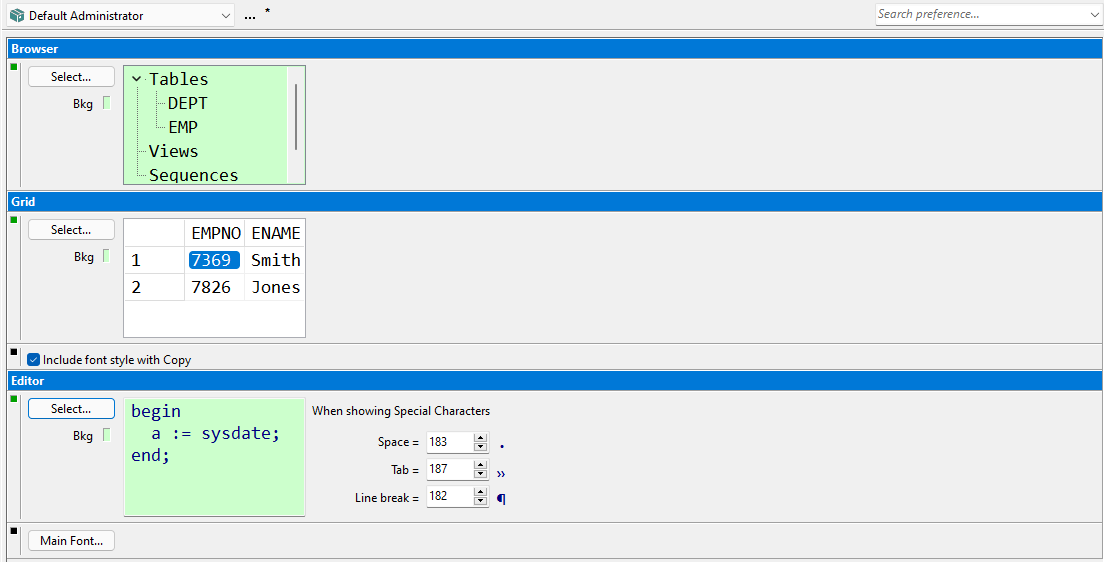 Default Administrator
... *
Search preference...
Browser
Select...
Bkg
Tables
DEPT
EMP
Views
Sequences
Grid
Select...
Bkg
EMPNO ENAME
1 7369 Smith
2 7826 Jones
Include font style with Copy
Editor
Select...
Bkg
begin
a := sysdate;
end;
When showing Special Characters
Space = 183 ·
Tab = 187 »
Line break = 182 ¶
Main Font...